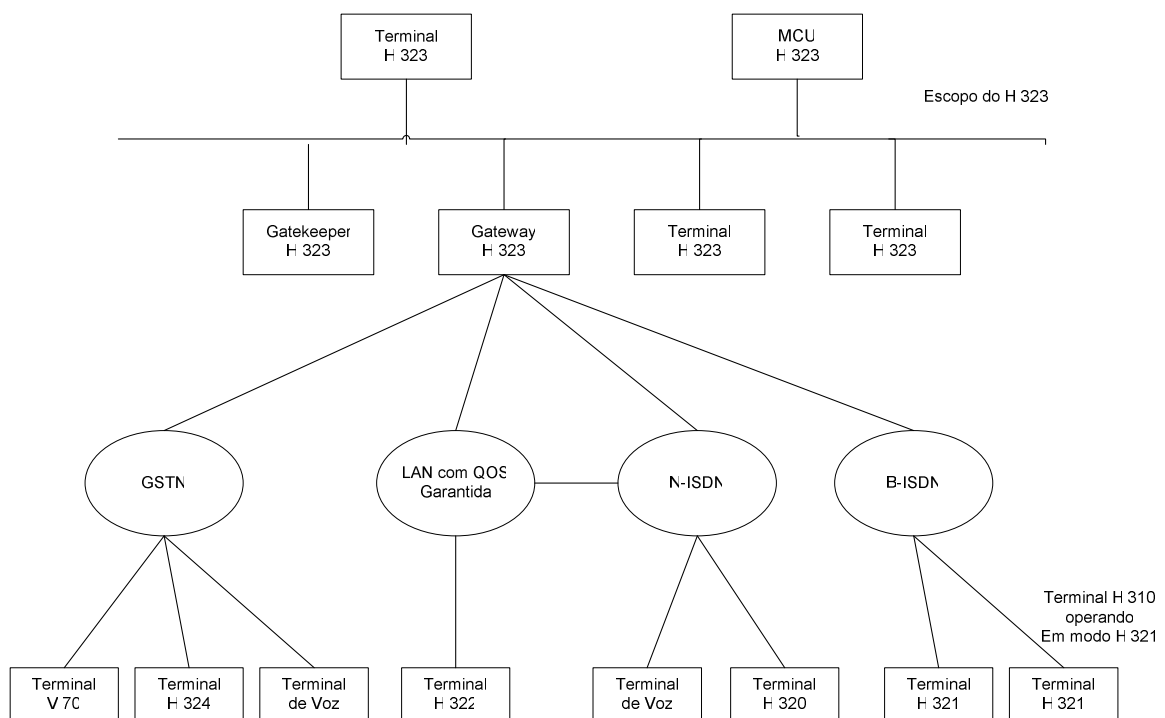 Terminal
H 323
MCU
H 323
Escopo do H 323
Gatekeeper
H 323
Gateway
H 323
Terminal
H 323
Terminal
H 323
GSTN
LAN com QOS
Garantida
N-ISDN
B-ISDN
Terminal H 310
operando
Em modo H 321
Terminal
V 70
Terminal
H 324
Terminal
de Voz
Terminal
H 322
Terminal
de Voz
Terminal
H 320
Terminal
H 321
Terminal
H 321